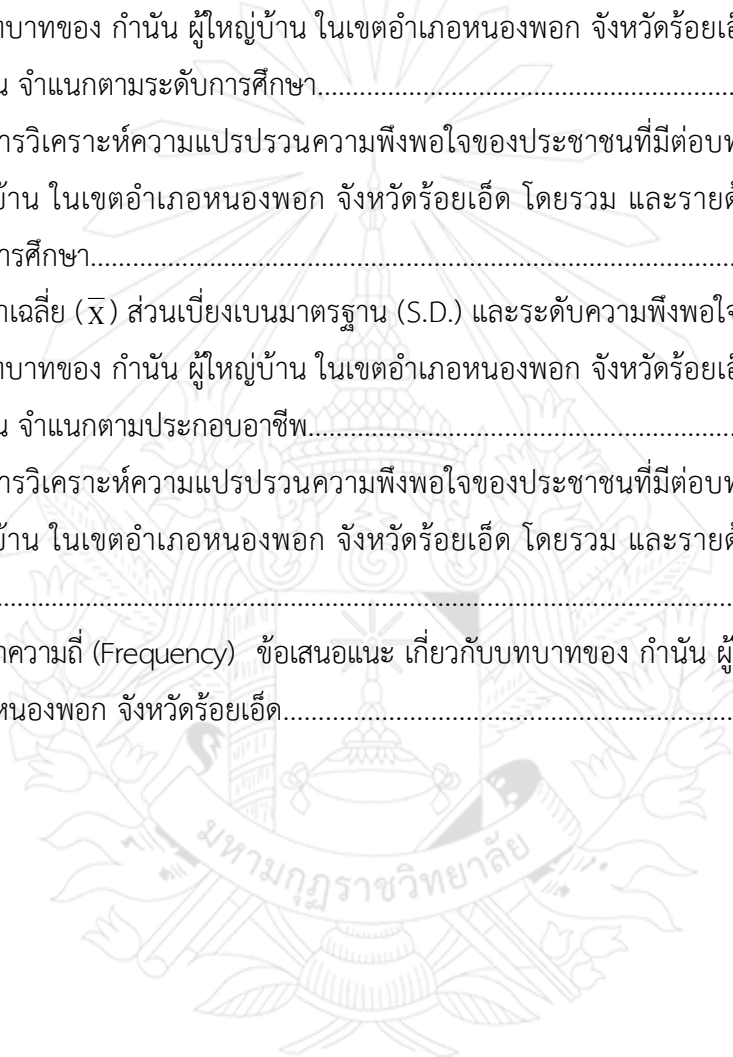 ทบาทของ กำนัน ผู้ใหญ่บ้าน ในเขตอำเภอหนองพอก จังหวัดร้อยเอ็
น จำแนกตามระดับการศึกษา..............................................................
ารวิเคราะห์ความแปรปรวนความพึงพอใจของประชาชนที่มีต่อบท
บ้าน ในเขตอำเภอหนองพอก จังหวัดร้อยเอ็ด โดยรวม และรายด้
ารศึกษา..............................................................................................
าเฉลี่ย (x̅) ส่วนเบี่ยงเบนมาตรฐาน (S.D.) และระดับความพึงพอใจ
ทบาทของ กำนัน ผู้ใหญ่บ้าน ในเขตอำเภอหนองพอก จังหวัดร้อยเอ็
น จำแนกตามประกอบอาชีพ..............................................................
ารวิเคราะห์ความแปรปรวนความพึงพอใจของประชาชนที่มีต่อบท
บ้าน ในเขตอำเภอหนองพอก จังหวัดร้อยเอ็ด โดยรวม และรายด้
..........................................................................................................
าความถี่ (Frequency) ข้อเสนอแนะ เกี่ยวกับบทบาทของ กำนัน ผู้
หนองพอก จังหวัดร้อยเอ็ด.................................................................
มหามกุฏราชวิทยาลัย